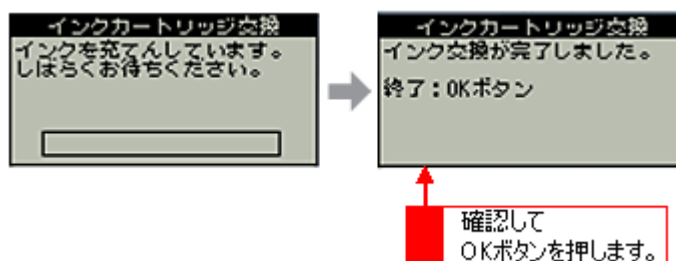 インクカートリッジ交換
インクを充てんしています。
しばらくお待ちください。
インクカートリッジ交換
インク交換が完了しました。
終了：OKボタン
確認して
OKボタンを押します。